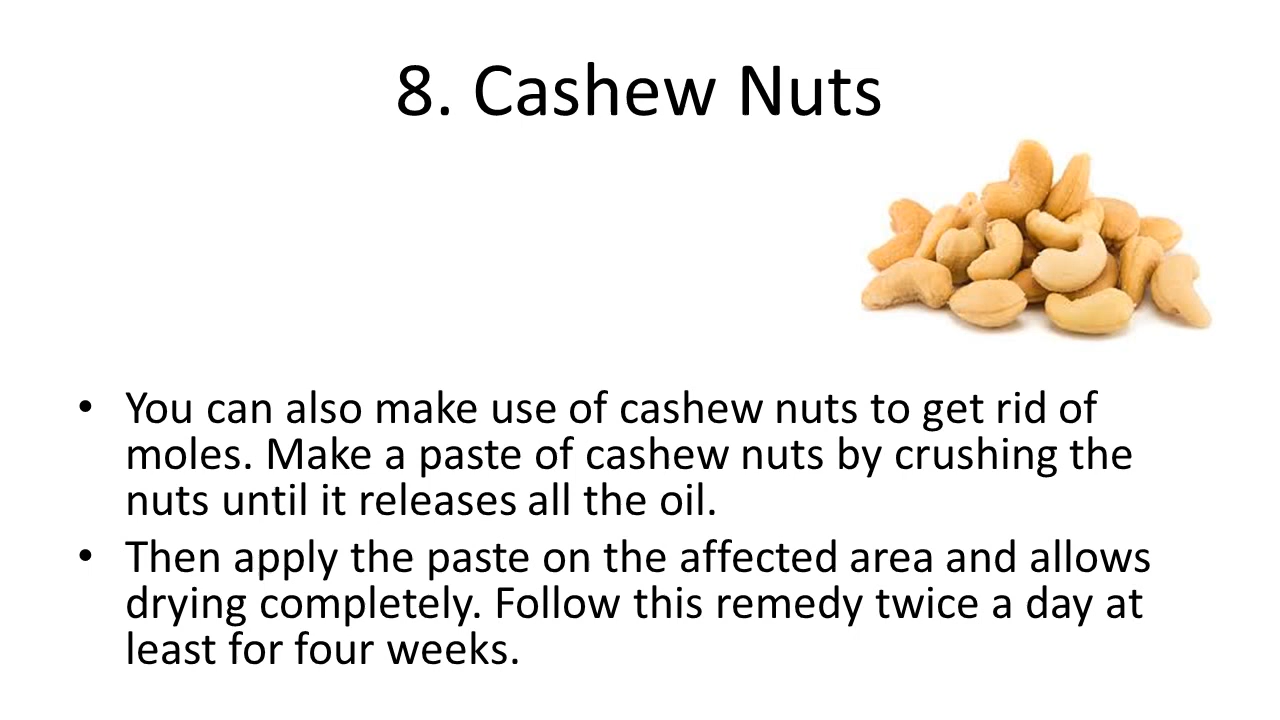 8. Cashew Nuts
• You can also make use of cashew nuts to get rid of
moles. Make a paste of cashew nuts by crushing the
nuts until it releases all the oil.
• Then apply the paste on the affected area and allows
drying completely. Follow this remedy twice a day at
least for four weeks.